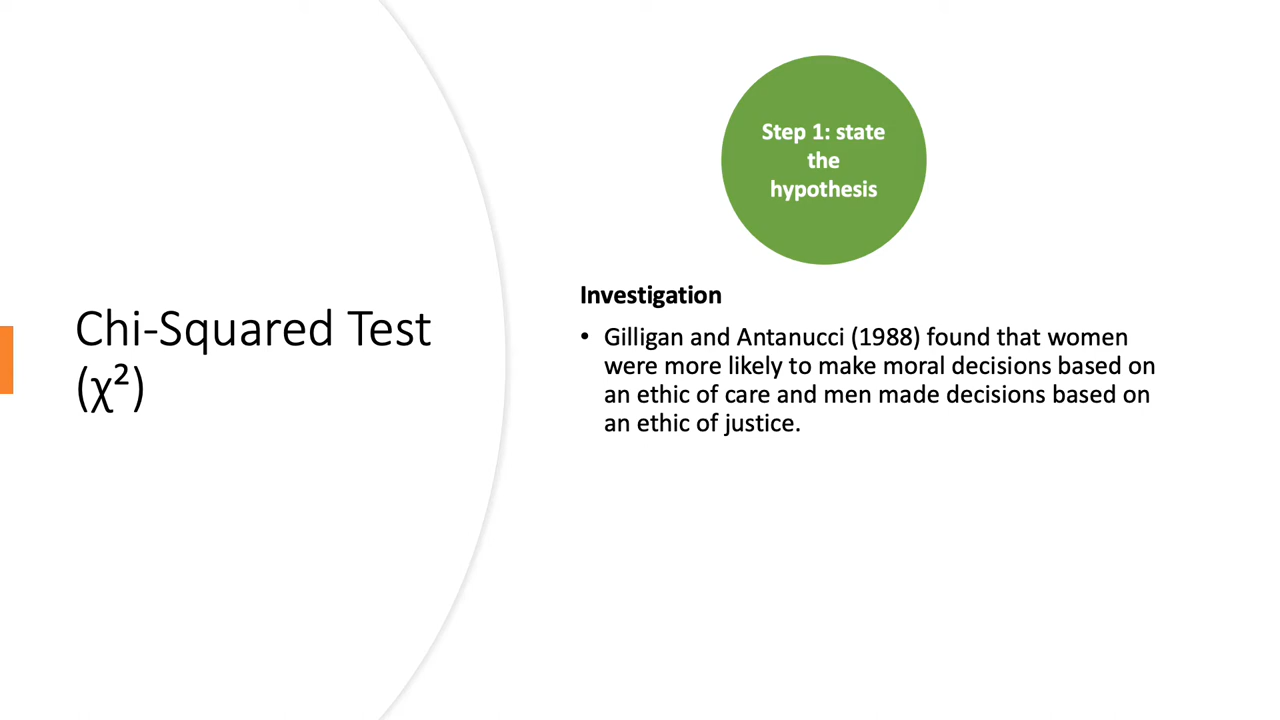 Chi-Squared Test
(χ²)
Step 1: state
the
hypothesis
Investigation
• Gilligan and Antanucci (1988) found that women
were more likely to make moral decisions based on
an ethic of care and men made decisions based on
an ethic of justice.